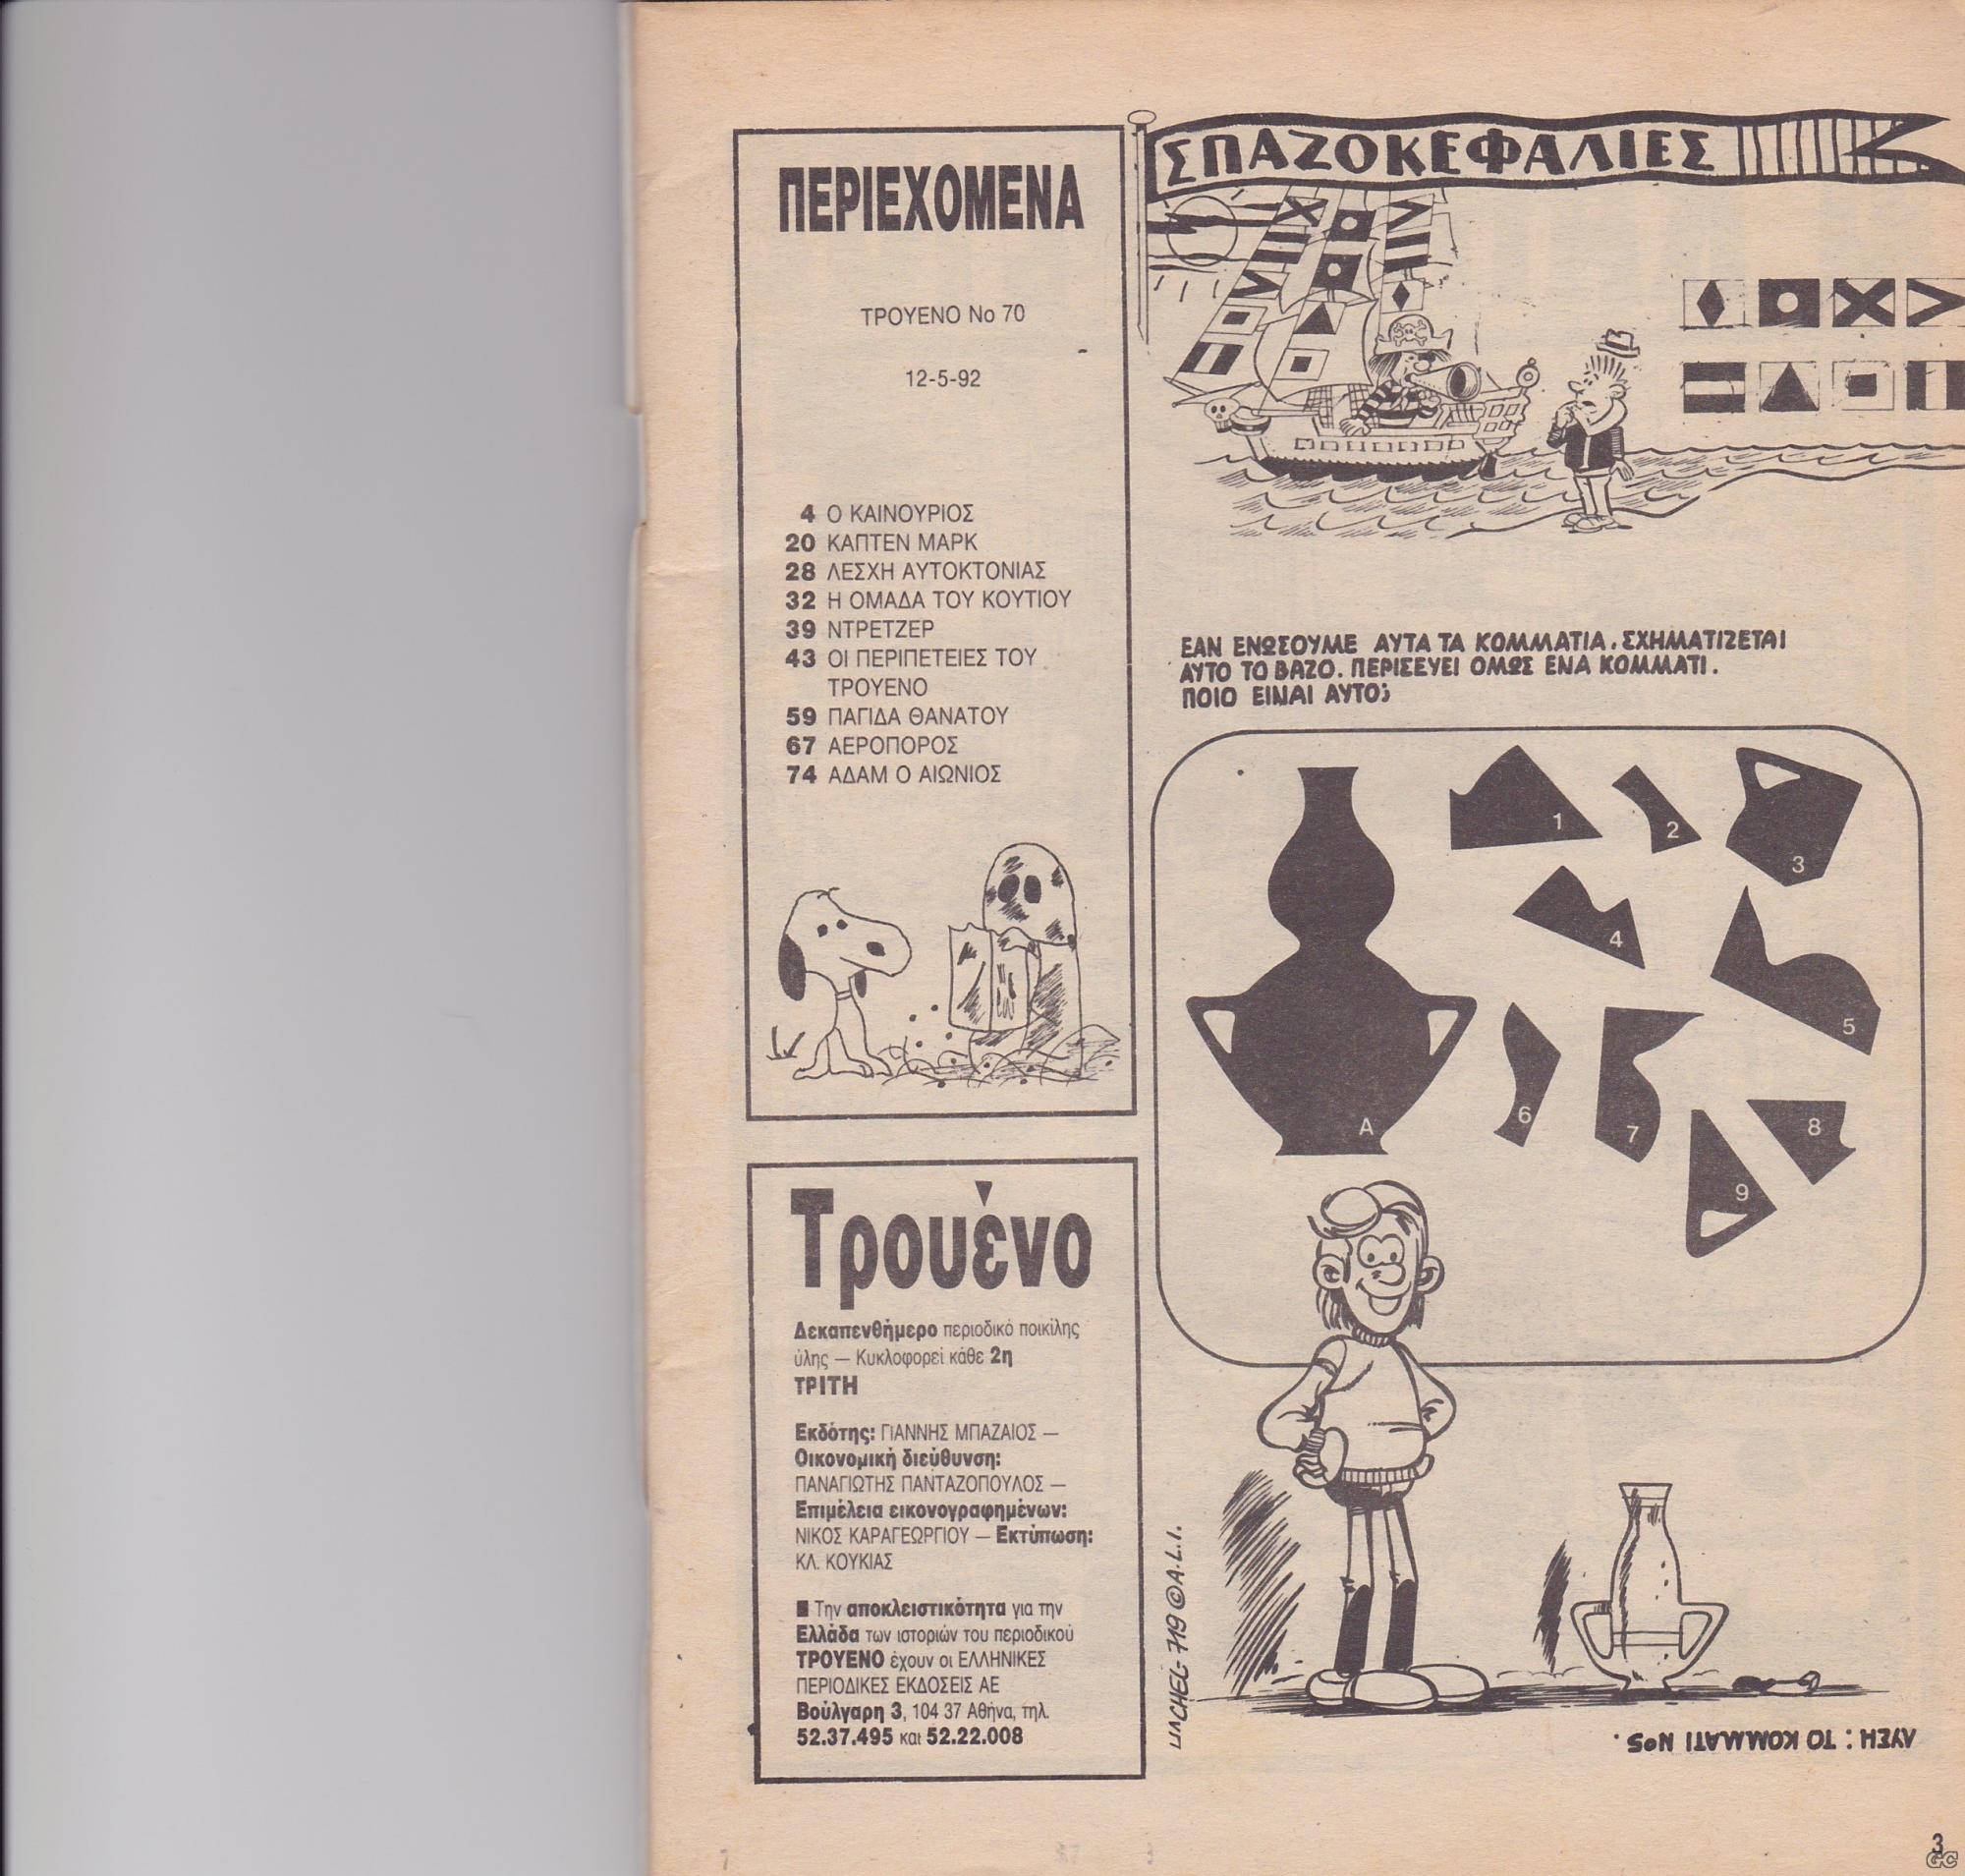 ΠΕΡΙΕΧΟΜΕΝΑ
ΤΡΟΥΕΝΟ Νο 70
12-5-92
4 Ο ΚΑΙΝΟΥΡΙΟΣ
20 ΚΑΠΤΕΝ ΜΑΡΚ
28 ΛΕΣΧΗ ΑΥΤΟΚΤΟΝΙΑΣ
32 Η ΟΜΑΔΑ ΤΟΥ ΚΟΥΤΙΟΥ
39 ΝΤΡΕΤΖΕΡ
43 ΟΙ ΠΕΡΙΠΕΤΕΙΕΣ ΤΟΥ
ΤΡΟΥΕΝΟ
59 ΠΑΓΙΔΑ ΘΑΝΑΤΟΥ
67 ΑΕΡΟΠΟΡΟΣ
74 ΑΔΑΜ Ο ΑΙΩΝΙΟΣ
Τρουένο
Δεκαπενθήμερο περιοδικό ποικίλης
ύλης — Κυκλοφορεί κάθε 2η
ΤΡΙΤΗ
Εκδότης: ΓΙΑΝΝΗΣ ΜΠΑΖΑΙΟΣ —
Οικονομική διεύθυνση:
ΠΑΝΑΓΙΩΤΗΣ ΠΑΝΤΑΖΟΠΟΥΛΟΣ —
Επιμέλεια εικονογραφημένων:
ΝΙΚΟΣ ΚΑΡΑΓΕΩΡΓΙΟΥ — Εκτύπωση:
ΚΛ. ΚΟΥΚΙΑΣ
■ Την αποκλειστικότητα για την
Ελλάδα των ιστοριών του περιοδικού
ΤΡΟΥΕΝΟ έχουν οι ΕΛΛΗΝΙΚΕΣ
ΠΕΡΙΟΔΙΚΕΣ ΕΚΔΟΣΕΙΣ ΑΕ
Βούλγαρη 3, 104 37 Αθήνα, τηλ.
52.37.495 και 52.22.008
ΣΠΑΖΟΚΕΦΑΛΙΕΣ
ΕΑΝ ΕΝΩΣΟΥΜΕ ΑΥΤΑ ΤΑ ΚΟΜΜΑΤΙΑ. ΣΧΗΜΑΤΙΖΕΤΑΙ
ΑΥΤΟ ΤΟ ΒΑΖΟ. ΠΕΡΙΣΕΥΕΙ ΟΜΩΣ ΕΝΑ ΚΟΜΜΑΤΙ.
ΠΟΙΟ ΕΙΝΑΙ ΑΥΤΟ;
1
2
3
4
5
6
7
8
9
A
719 © A.L.I.
ΛΥΣΗ : ΤΟ ΚΟΜΜΑΤΙ Νο5.
3
GC